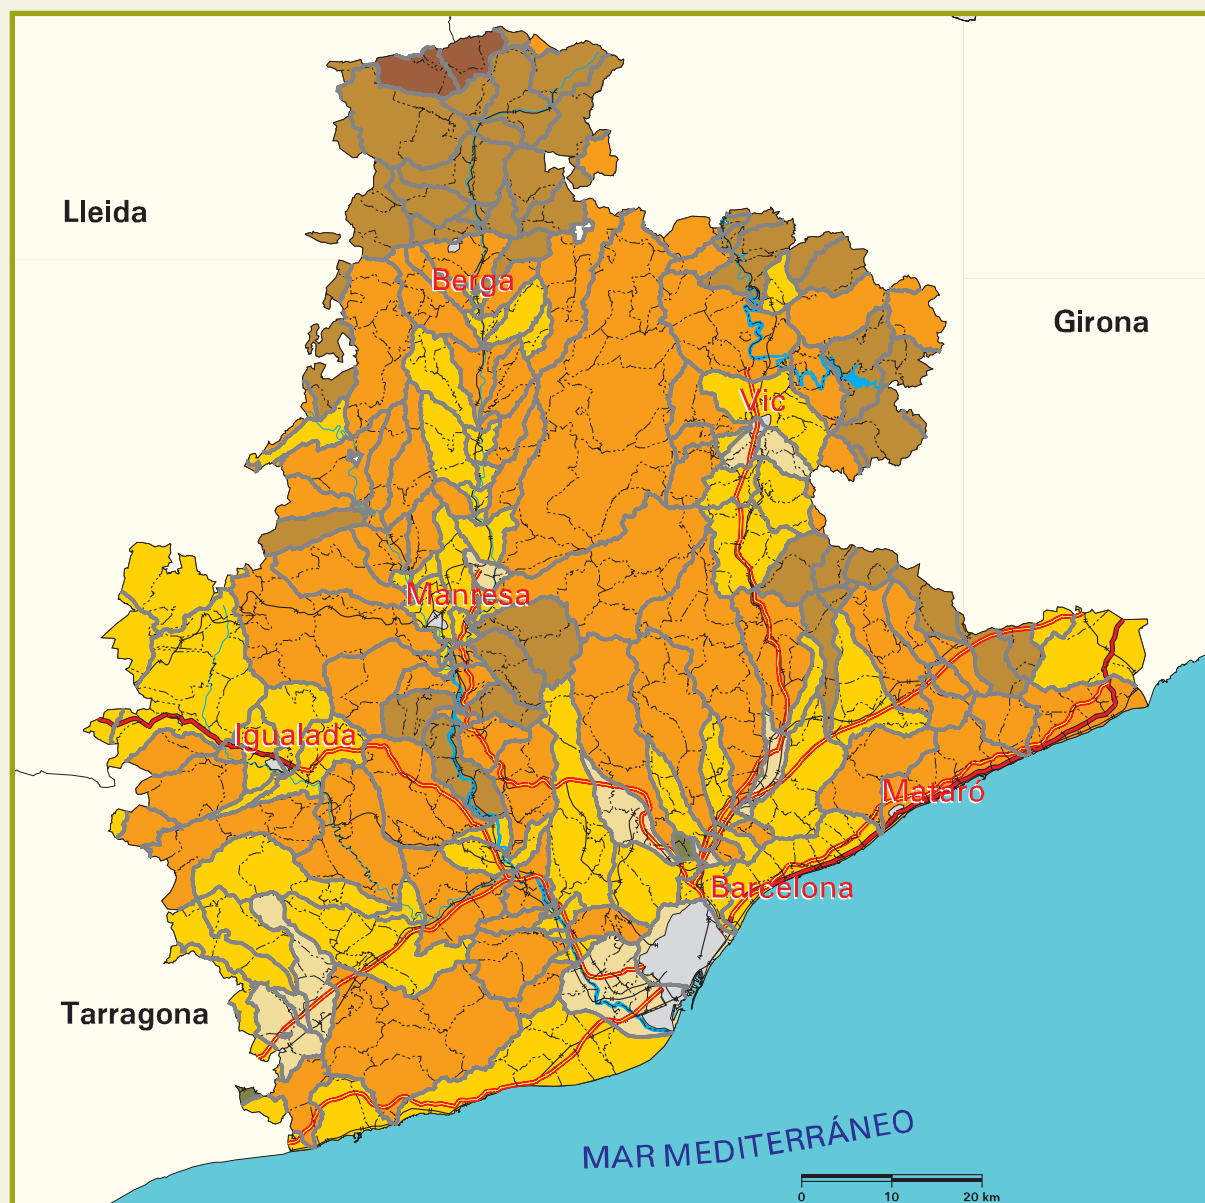 Lleida
Berga
Girona
Vic
Manresa
Igualada
Mataró
Barcelona
Tarragona
MAR MEDITERRÁNEO
0 10 20 km